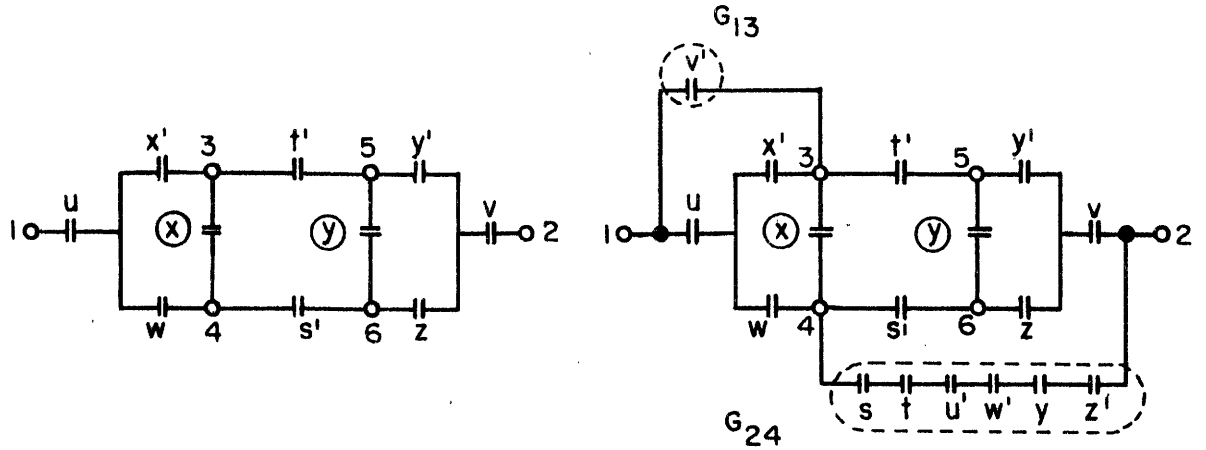 G13
v'
x' 3 t' 5 y'
u
1 x y v 2
w 4 s' 6 z
x' 3 t' 5 y'
u
1 x y v 2
w 4 s' 6 z
s t u' w' y z'
G24